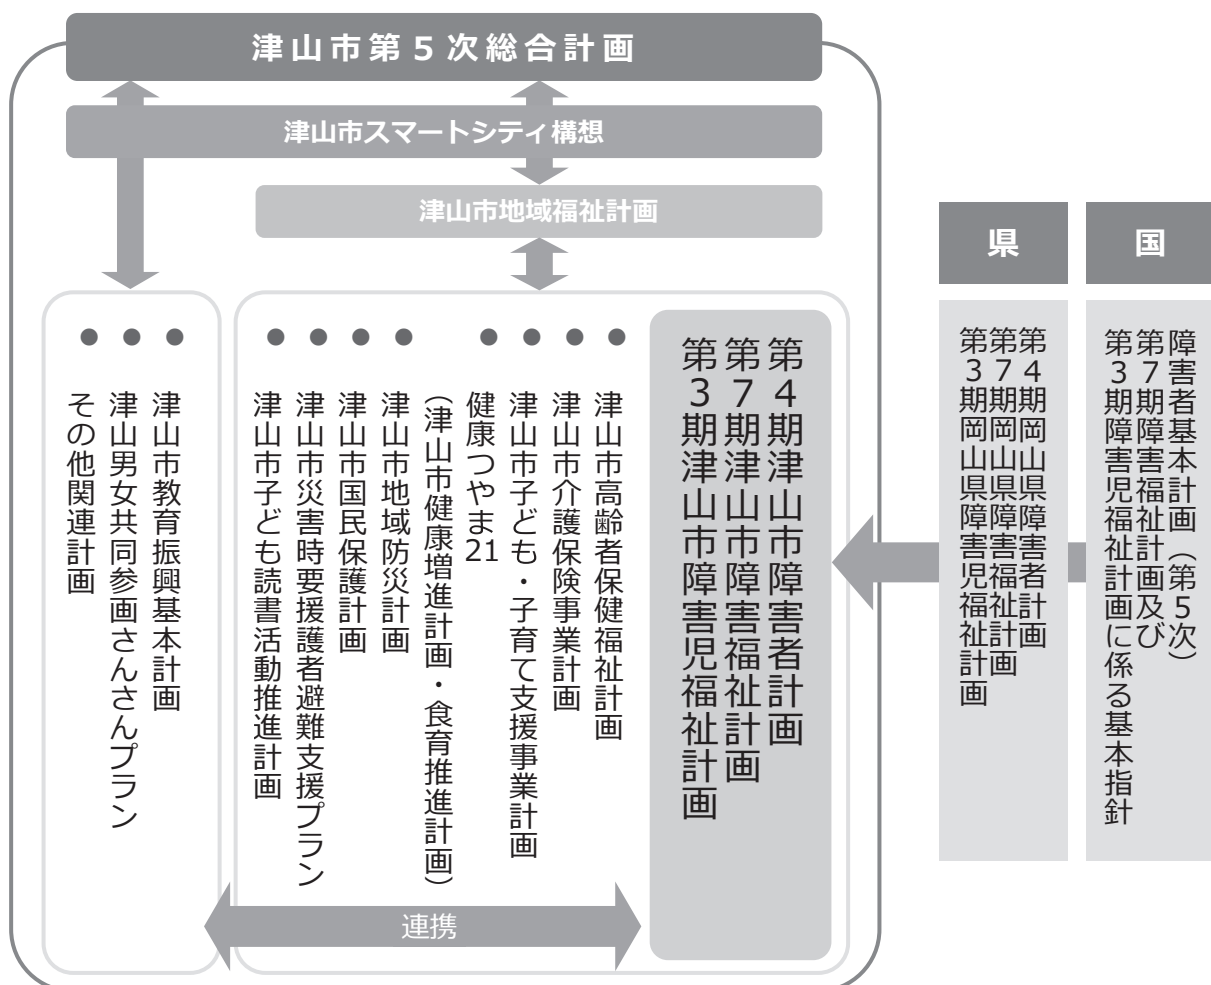 津山市第５次総合計画
津山市スマートシティ構想
津山市地域福祉計画
県
国
障害者基本計画（第５次）
第７期障害福祉計画及び
第３期障害児福祉計画に係る基本指針
第４期岡山県障害者計画
第７期岡山県障害福祉計画
第３期岡山県障害児福祉計画
第４期津山市障害者計画
第７期津山市障害福祉計画
第３期津山市障害児福祉計画
● 津山市高齢者保健福祉計画
● 津山市介護保険事業計画
● 津山市子ども・子育て支援事業計画
● 健康つやま21
（津山市健康増進計画・食育推進計画）
● 津山市地域防災計画
● 津山市国民保護計画
● 津山市災害時要援護者避難支援プラン
● 津山市子ども読書活動推進計画
● 津山市教育振興基本計画
● 津山男女共同参画さんさんプラン
● その他関連計画
連携